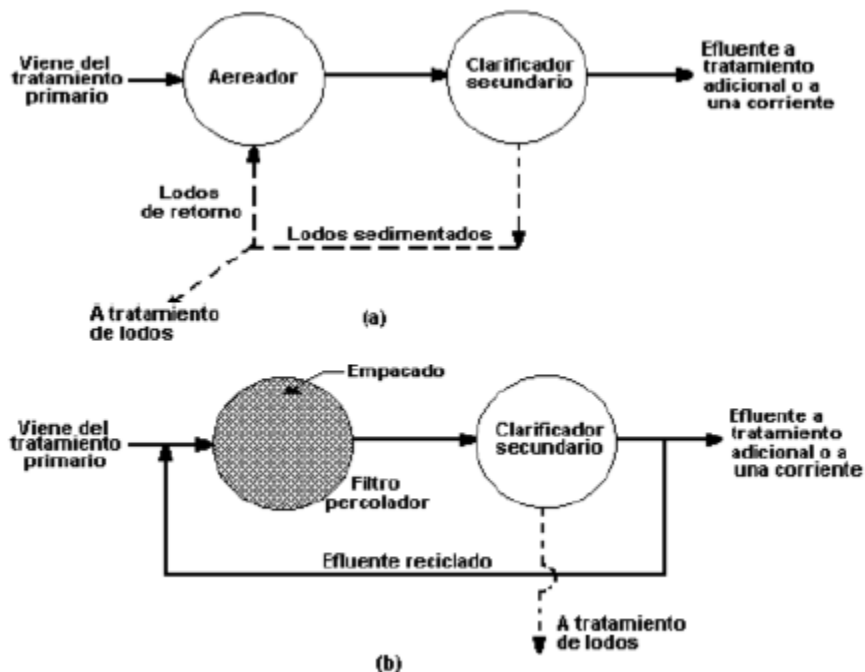 Viene del
tratamiento
primario
Aereador
Clarificador
secundario
Efluente a
tratamiento
adicional o a
una corriente
Lodos
de retorno
Lodos sedimentados
A tratamiento
de lodos
(a)
Empacado
Viene del
tratamiento
primario
Clarificador
secundario
Efluente a
tratamiento
adicional o a
una corriente
Filtro
percolador
Efluente reciclado
A tratamiento
de lodos
(b)